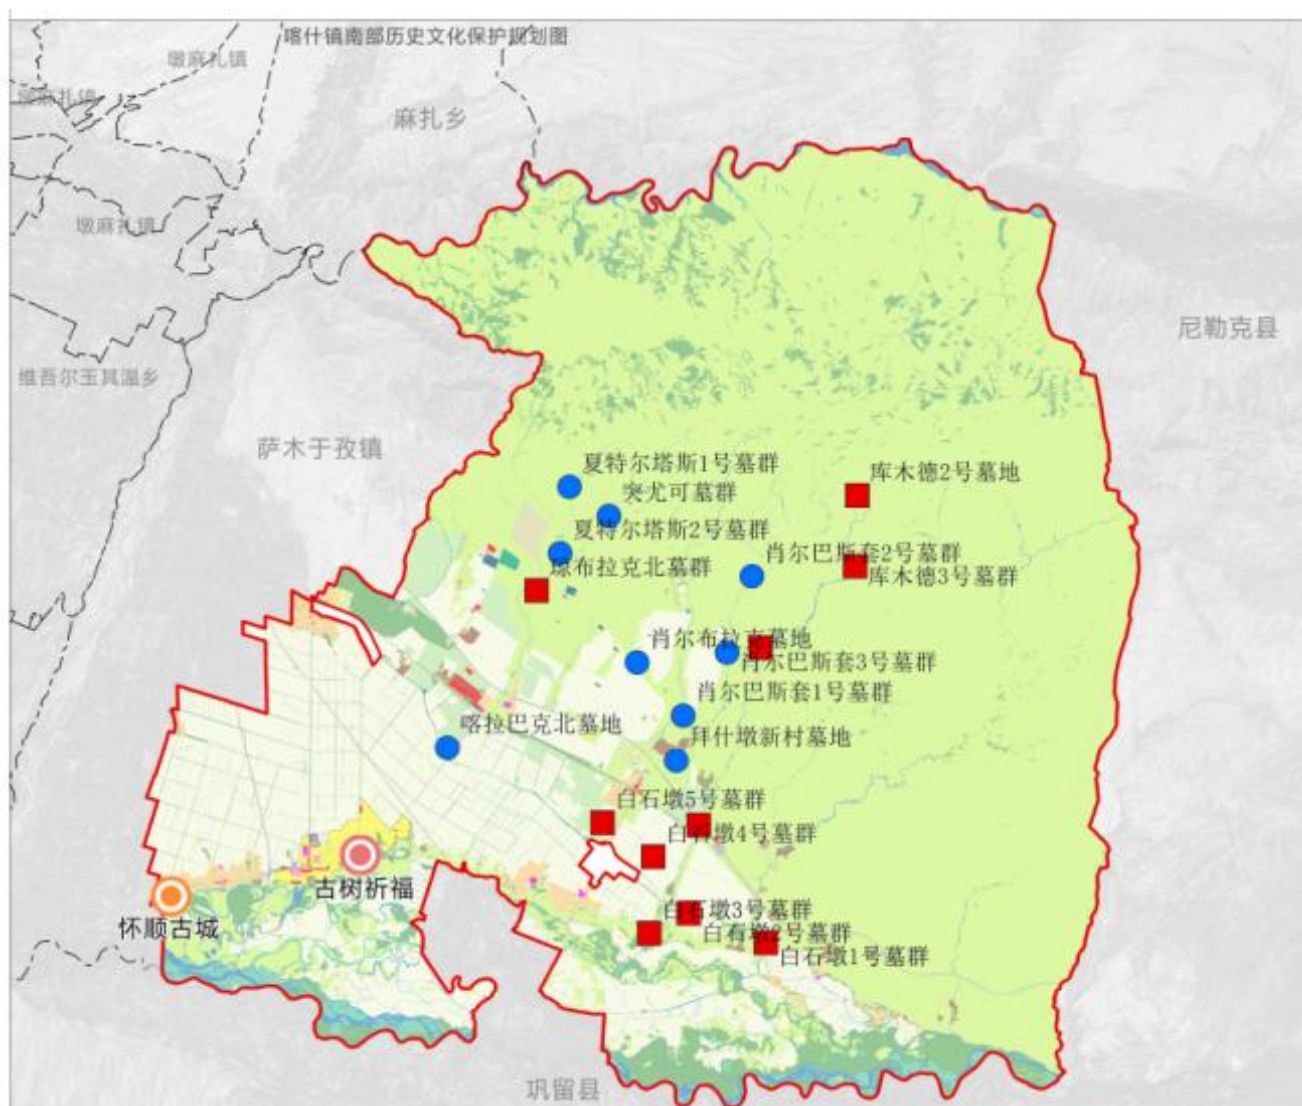 喀什镇南部历史文化保护规划图
墩麻扎镇
墩麻扎镇
麻扎乡
墩麻扎镇
尼勒克县
维吾尔玉其温乡
萨木于孜镇
夏特尔塔斯1号墓群
库木德2号墓地
突尤可墓群
夏特尔塔斯2号墓群
肖尔巴斯套2号墓群
琼布拉克北墓群
库木德3号墓群
肖尔布拉克墓地
肖尔巴斯套3号墓群
肖尔巴斯套1号墓群
喀拉巴克北墓地
拜什墩新村墓地
白石墩5号墓群
白石墩4号墓群
古树祈福
白石墩3号墓群
怀顺古城
白石墩2号墓群
白石墩1号墓群
巩留县